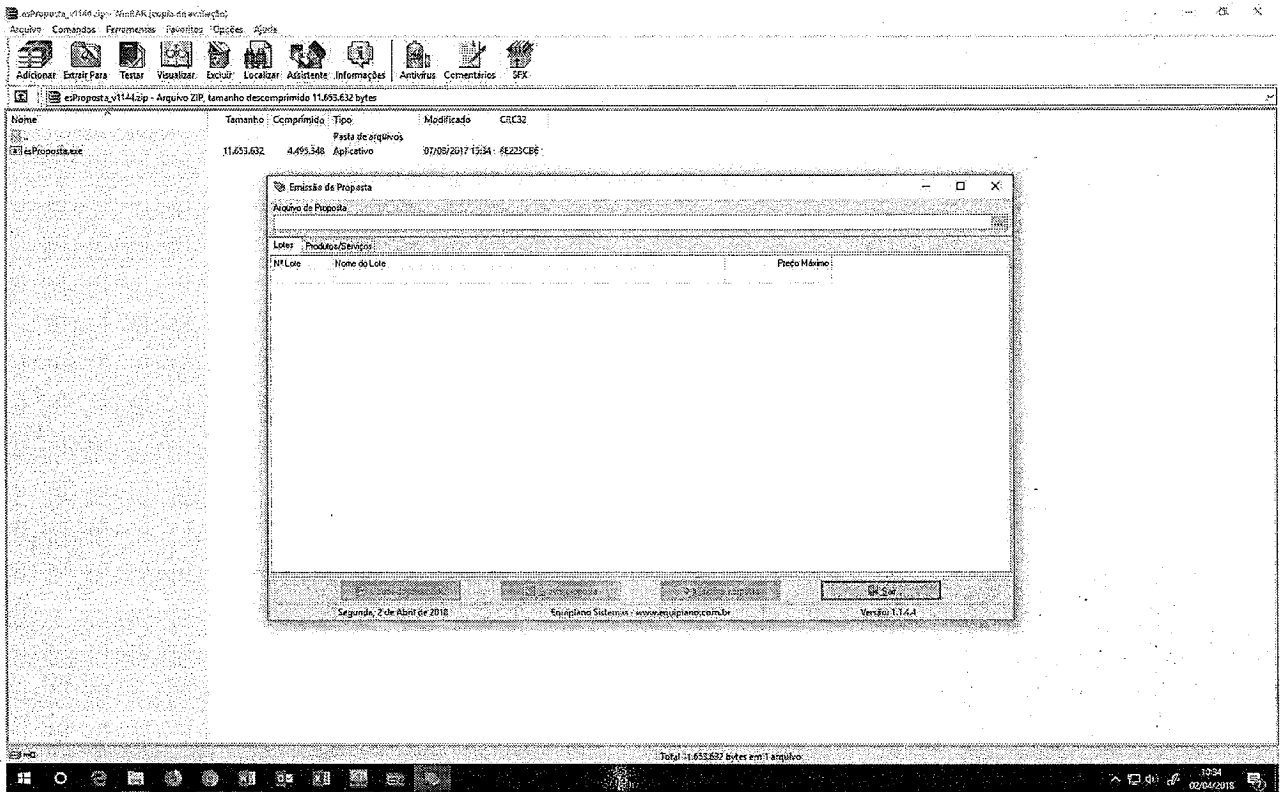 esProposta_v1144.zip - WinRAR (cópia de avaliação)
Arquivo Comandos Ferramentas Favoritos Opções Ajuda
Adicionar Extrair Para Testar Visualizar Excluir Localizar Assistente Informações Antivírus Comentários SFX
esProposta_v1144.zip - Arquivo ZIP, tamanho descomprimido 11.653.632 bytes
Nome Tamanho Comprimido Tipo Modificado CRC32
.. Pasta de arquivos
esProposta.exe 11.653.632 4.495.348 Aplicativo 07/08/2017 15:34 6E223CBE
Emissão de Proposta
Arquivo de Proposta
Lotes Produtos/Serviços
Nº Lote Nome do Lote Preço Máximo
Sair
Segunda, 2 de Abril de 2018 Equiplano Sistemas - www.equiplano.com.br Versão: 1.1.4.4
Total 11.653.632 bytes em 1 arquivo
10:34
02/04/2018